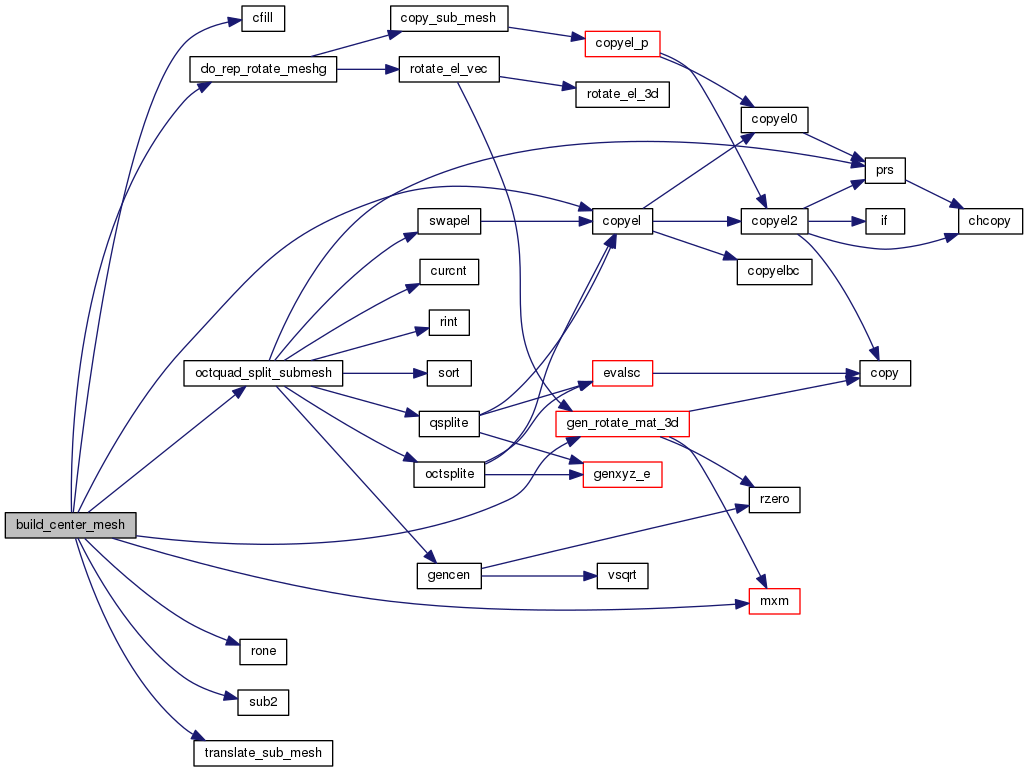 cfill
copy_sub_mesh
copyel_p
do_rep_rotate_meshg
rotate_el_vec
rotate_el_3d
copyel0
prs
swapel
copyel
copyel2
if
chcopy
curcnt
copyelbc
rint
octquad_split_submesh
sort
evalsc
copy
qsplite
gen_rotate_mat_3d
octsplite
genxyz_e
rzero
build_center_mesh
gencen
vsqrt
mxm
rone
sub2
translate_sub_mesh